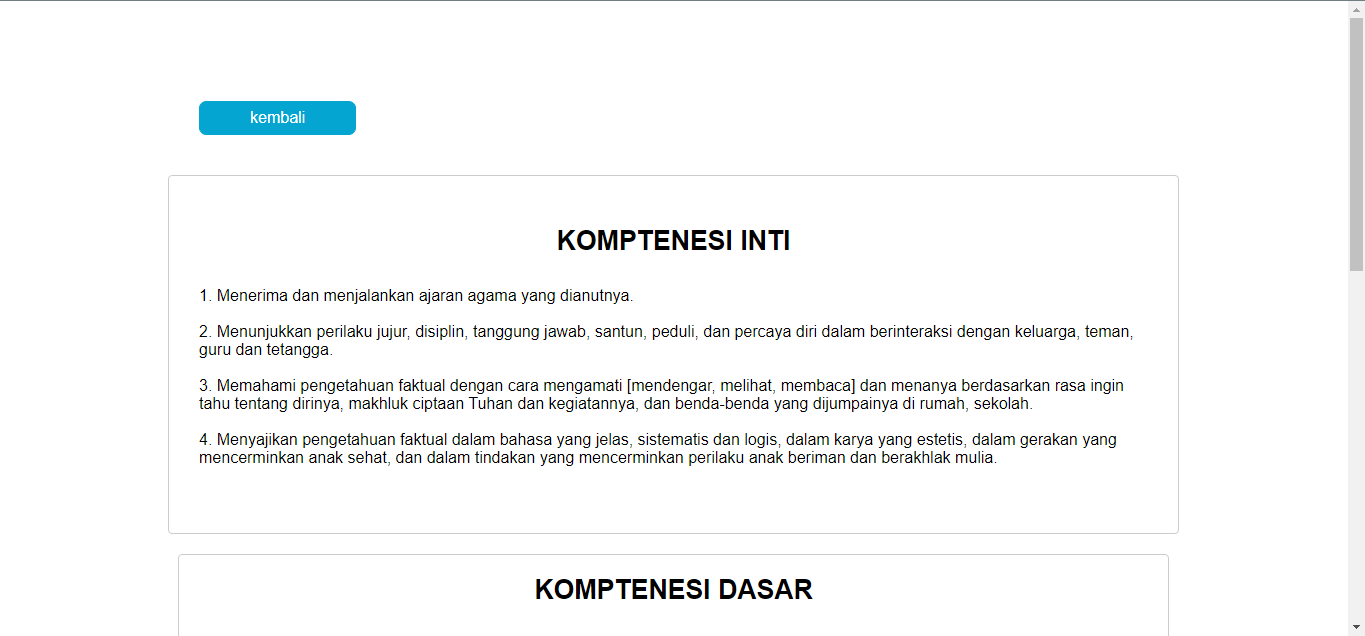 kembali
KOMPTENESI INTI
1. Menerima dan menjalankan ajaran agama yang dianutnya.
2. Menunjukkan perilaku jujur, disiplin, tanggung jawab, santun, peduli, dan percaya diri dalam berinteraksi dengan keluarga, teman,
guru dan tetangga.
3. Memahami pengetahuan faktual dengan cara mengamati [mendengar, melihat, membaca] dan menanya berdasarkan rasa ingin
tahu tentang dirinya, makhluk ciptaan Tuhan dan kegiatannya, dan benda-benda yang dijumpainya di rumah, sekolah.
4. Menyajikan pengetahuan faktual dalam bahasa yang jelas, sistematis dan logis, dalam karya yang estetis, dalam gerakan yang
mencerminkan anak sehat, dan dalam tindakan yang mencerminkan perilaku anak beriman dan berakhlak mulia.
KOMPTENESI DASAR